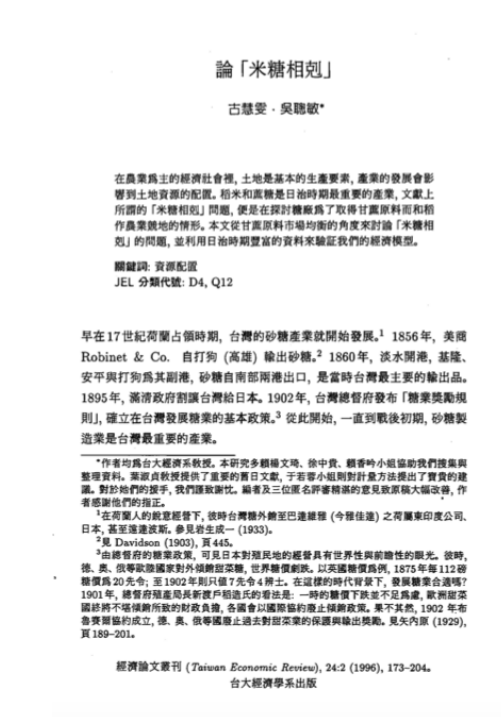 論「米糖相剋」
古慧雯．吳聰敏*
在農業爲主的經濟社會裡, 土地是基本的生產要素, 產業的發展會影
響到土地資源的配置。稻米和蔗糖是日治時期最重要的產業, 文獻上
所謂的「米糖相剋」問題, 便是在探討糖廠爲了取得甘蔗原料而和稻
作農業競地的情形。本文從甘蔗原料市場均衡的角度來討論「米糖相
剋」的問題, 並利用日治時期豐富的資料來驗証我們的經濟模型。
關鍵詞: 資源配置
JEL 分類代號: D4, Q12
早在17世紀荷蘭占領時期, 台灣的砂糖產業就開始發展。1 1856年, 美商
Robinet & Co. 自打狗 (高雄) 輸出砂糖。2 1860年, 淡水開港, 基隆、
安平與打狗爲其副港, 砂糖自南部兩港出口, 是當時台灣最主要的輸出品。
1895年, 滿清政府割讓台灣給日本。1902年, 台灣總督府發布「糖業獎勵規
則」, 確立在台灣發展糖業的基本政策。3 從此開始, 一直到戰後初期, 砂糖製
造業是台灣最重要的產業。
*作者均爲台大經濟系教授。本研究多賴楊文琦、徐中貴、賴香吟小姐協助我們搜集與
整理資料。葉淑貞教授提供了重要的舊日文獻, 于若蓉小姐則對計量方法提出了寶貴的建
議。對於她們的援手, 我們謹致謝忱。編者及三位匿名評審精湛的意見致原稿大幅改善, 作
者感謝他們的指正。
1在荷蘭人的銳意經營下, 彼時台灣糖外銷至巴達維雅 (今雅佳達) 之荷屬東印度公司、
日本, 甚至遠達波斯。參見岩生成一 (1933)。
2見 Davidson (1903), 頁445。
3由總督府的糖業政策, 可見日本對殖民地的經營具有世界性與前瞻性的眼光。彼時,
德、奧、俄等歐陸國家對外傾銷甜菜糖, 世界糖價劇跌。以英國糖價爲例, 1875年每112磅
糖價爲20先令; 至1902年則只値7先令4辨士。在這樣的時代背景下, 發展糖業合適嗎?
1901年, 總督府殖產局長新渡戶稻造氏的看法是: 一時的糖價下跌並不足爲慮, 歐洲甜菜
國終將不堪傾銷所致的財政負擔, 各國會以國際協約廢止傾銷政策。果不其然, 1902 年布
魯賽爾協約成立, 德、奧、俄等國廢止過去對甜菜業的保護與輸出獎勵。見矢內原 (1929),
頁189–201。
經濟論文叢刊 (Taiwan Economic Review), 24:2 (1996), 173–204。
台大經濟學系出版